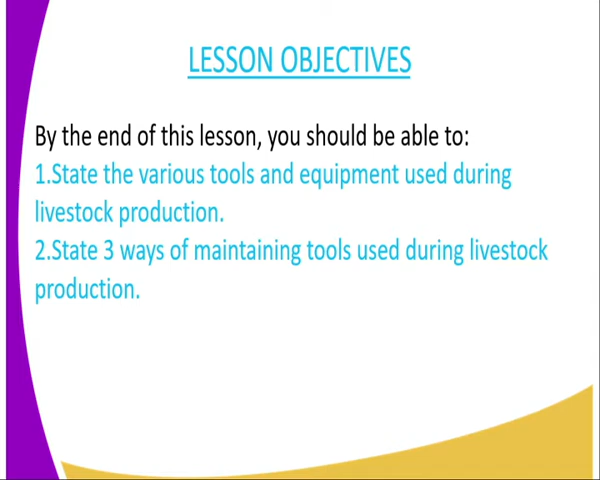 LESSON OBJECTIVES
By the end of this lesson, you should be able to:
1.State the various tools and equipment used during
livestock production.
2.State 3 ways of maintaining tools used during livestock
production.